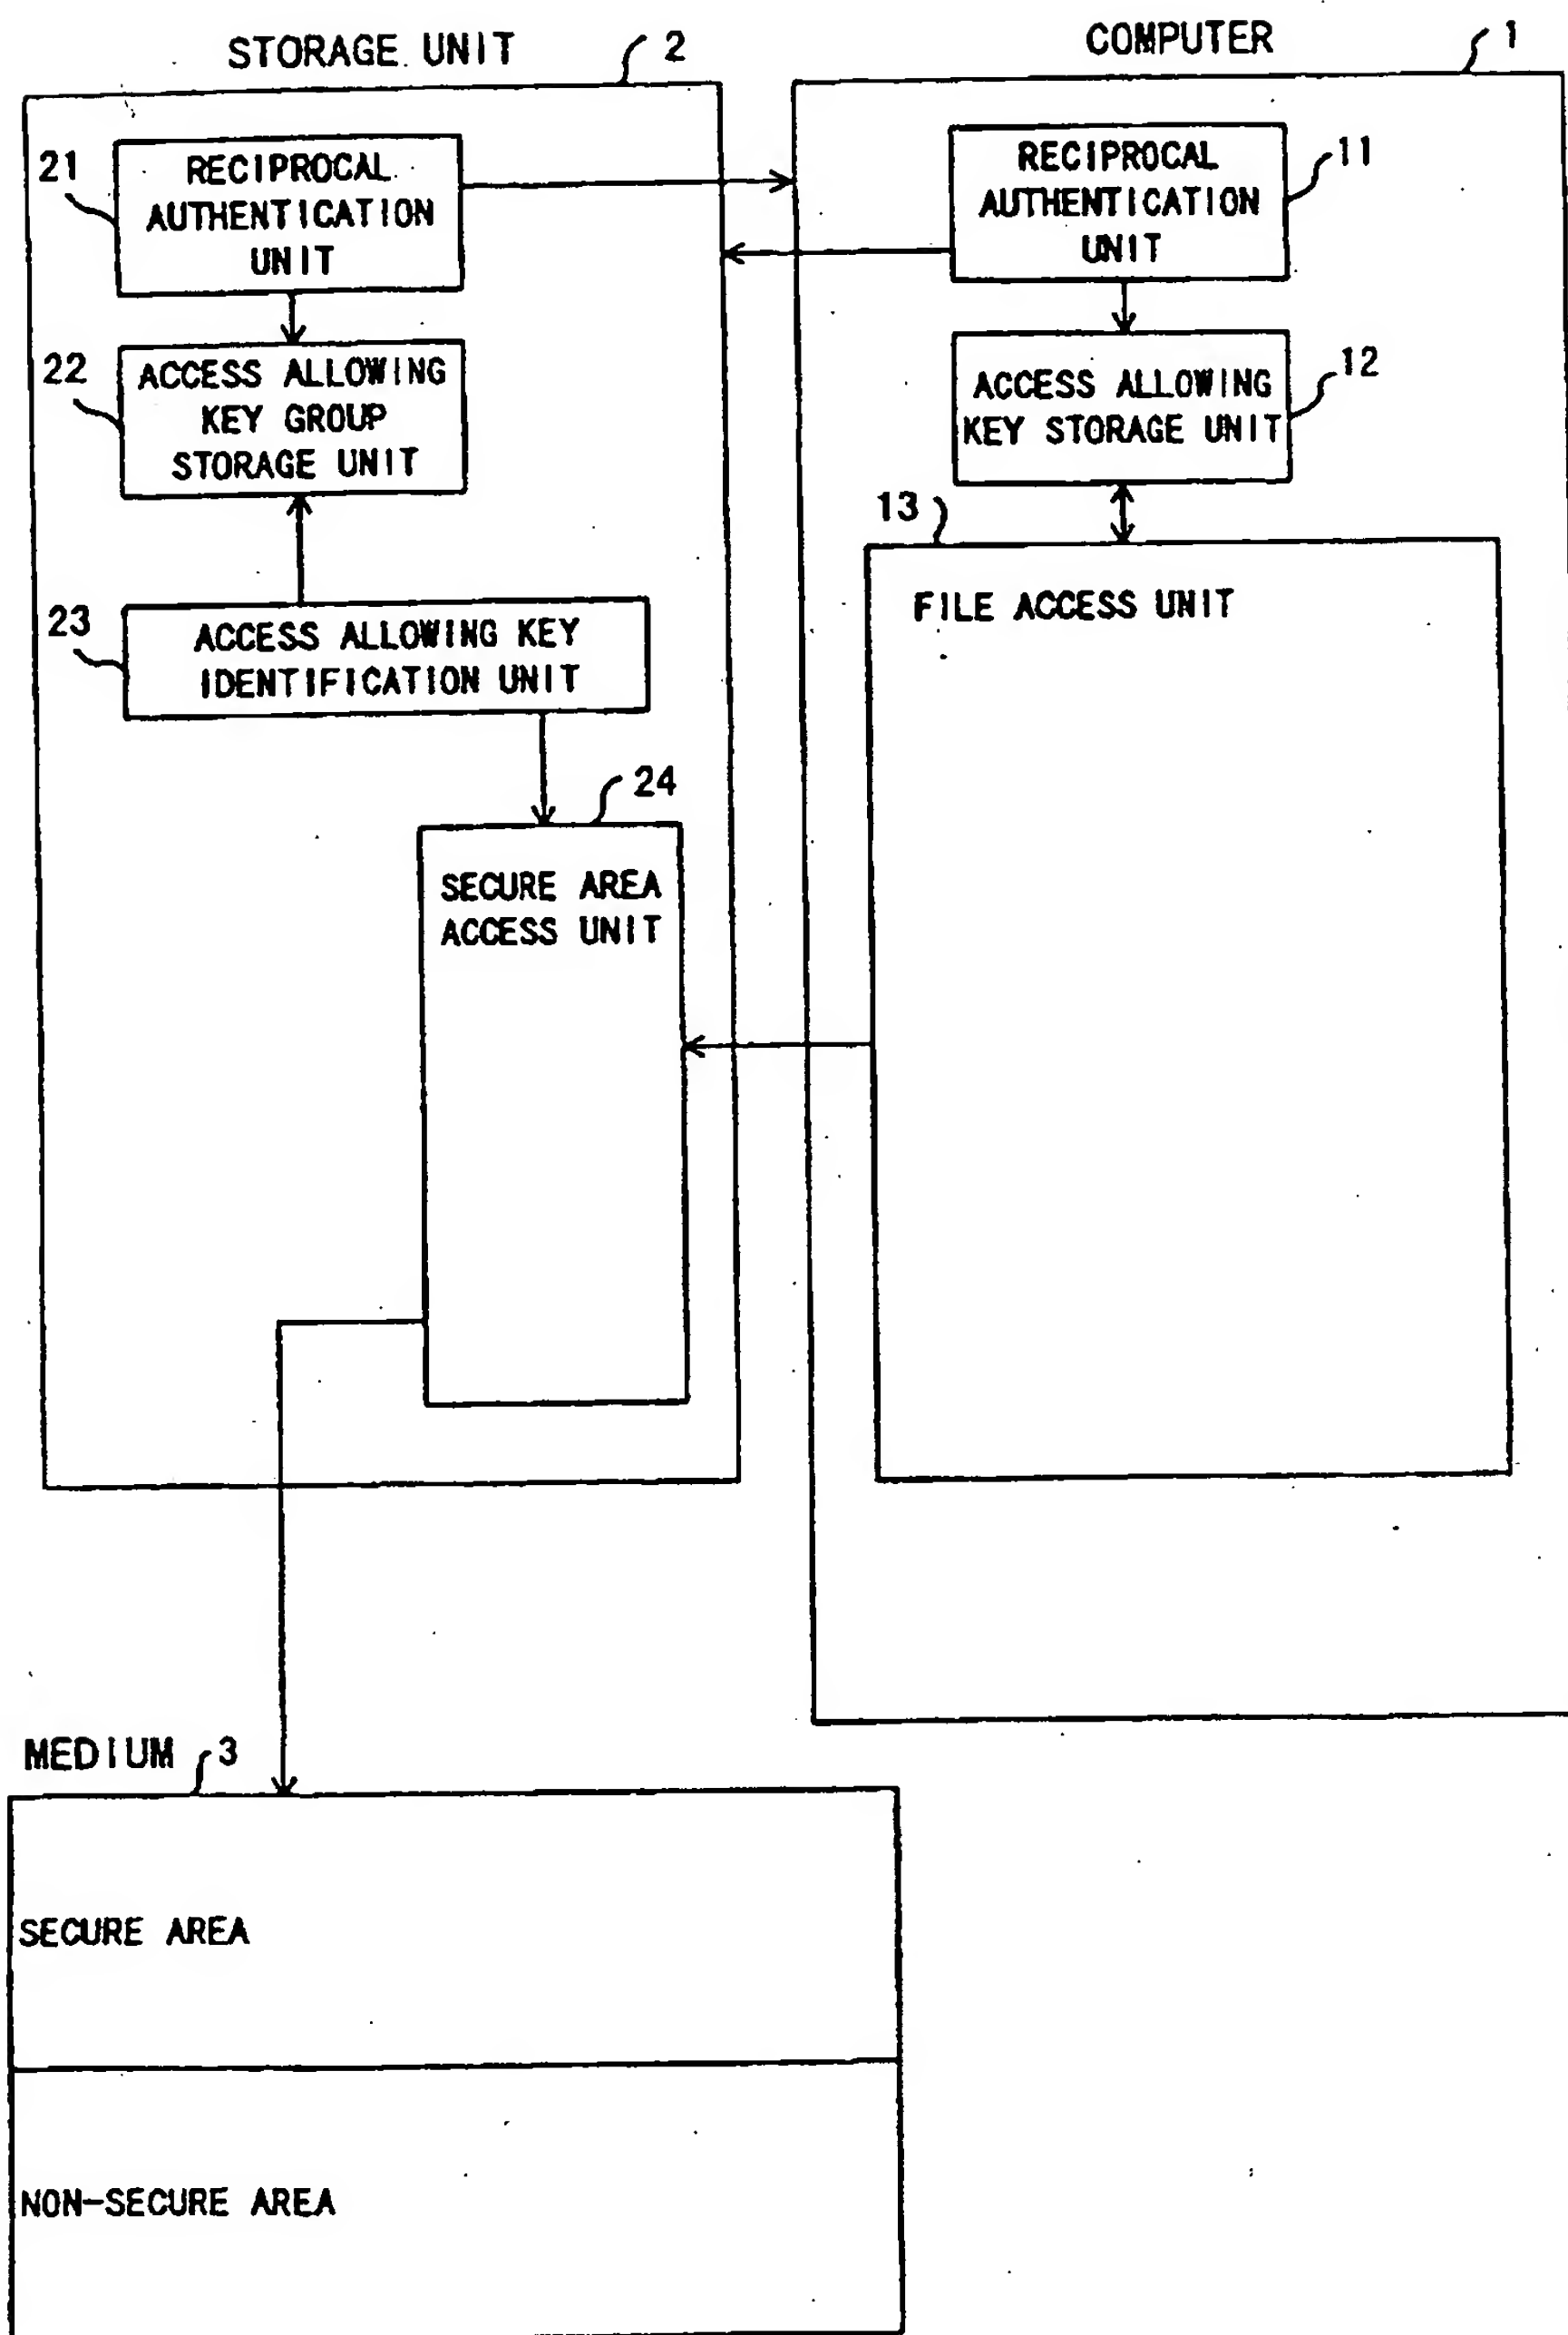 STORAGE UNIT 2
21
RECIPROCAL
AUTHENTICATION
UNIT
22
ACCESS ALLOWING
KEY GROUP
STORAGE UNIT
23
ACCESS ALLOWING KEY
IDENTIFICATION UNIT
24
SECURE AREA
ACCESS UNIT
COMPUTER 1
RECIPROCAL
AUTHENTICATION
UNIT
11
ACCESS ALLOWING
KEY STORAGE UNIT
12
13
FILE ACCESS UNIT
MEDIUM 3
SECURE AREA
NON-SECURE AREA